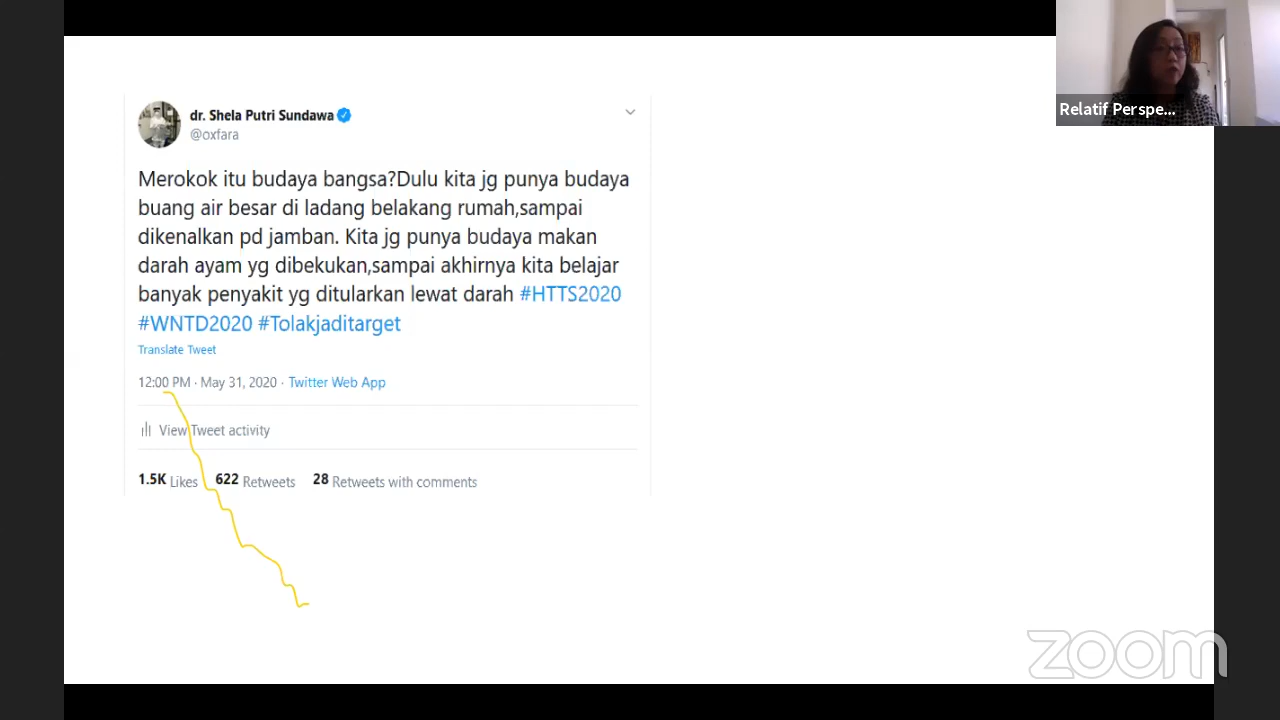 dr. Shela Putri Sundawa
@oxfara
Merokok itu budaya bangsa?Dulu kita jg punya budaya
buang air besar di ladang belakang rumah,sampai
dikenalkan pd jamban. Kita jg punya budaya makan
darah ayam yg dibekukan,sampai akhirnya kita belajar
banyak penyakit yg ditularkan lewat darah #HTTS2020
#WNTD2020 #Tolakjaditarget
Translate Tweet
12:00 PM · May 31, 2020 · Twitter Web App
View Tweet activity
1.5K Likes 622 Retweets 28 Retweets with comments
Relatif Perspe...
zoom